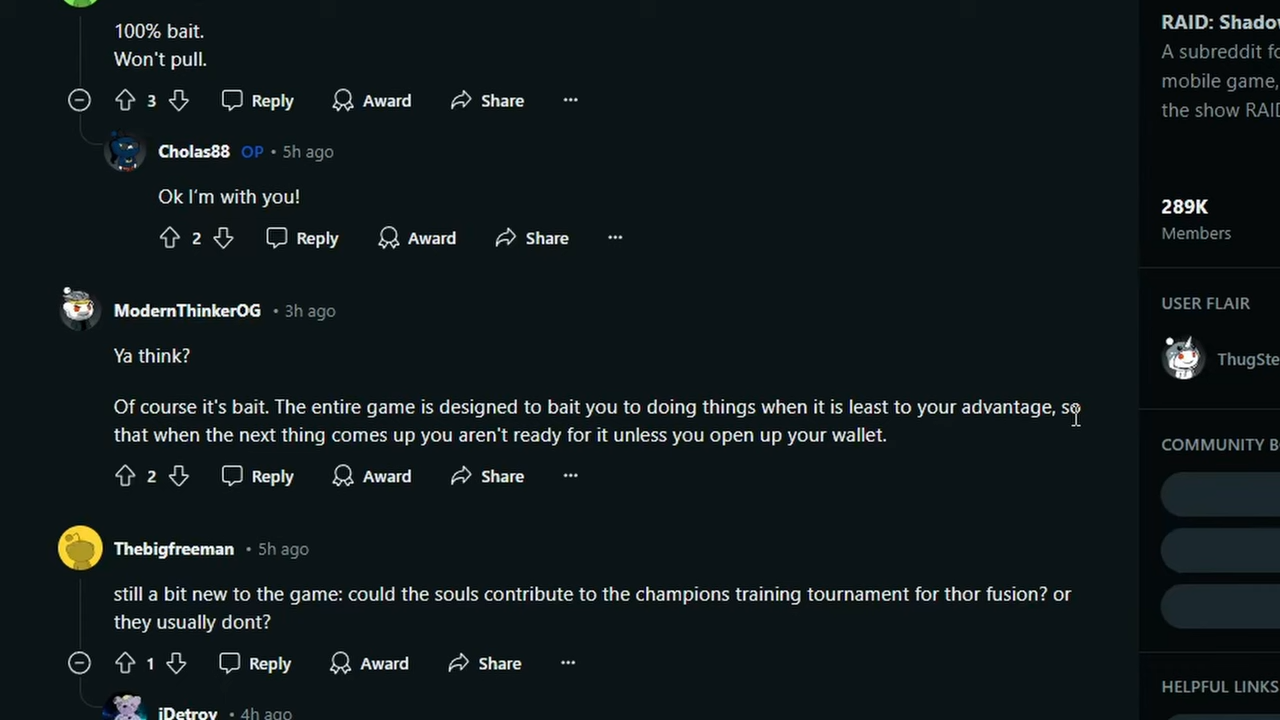 100% bait.
Won't pull.
3 Reply Award Share ...
Cholas88 OP • 5h ago
Ok I'm with you!
2 Reply Award Share ...
ModernThinkerOG • 3h ago
Ya think?
Of course it's bait. The entire game is designed to bait you to doing things when it is least to your advantage, so
that when the next thing comes up you aren't ready for it unless you open up your wallet.
2 Reply Award Share ...
Thebigfreeman • 5h ago
still a bit new to the game: could the souls contribute to the champions training tournament for thor fusion? or
they usually dont?
1 Reply Award Share ...
iDetroy • 4h ago
RAID: Shado
A subreddit fo
mobile game,
the show RAID
289K
Members
USER FLAIR
ThugSte
COMMUNITY B
HELPFUL LINKS